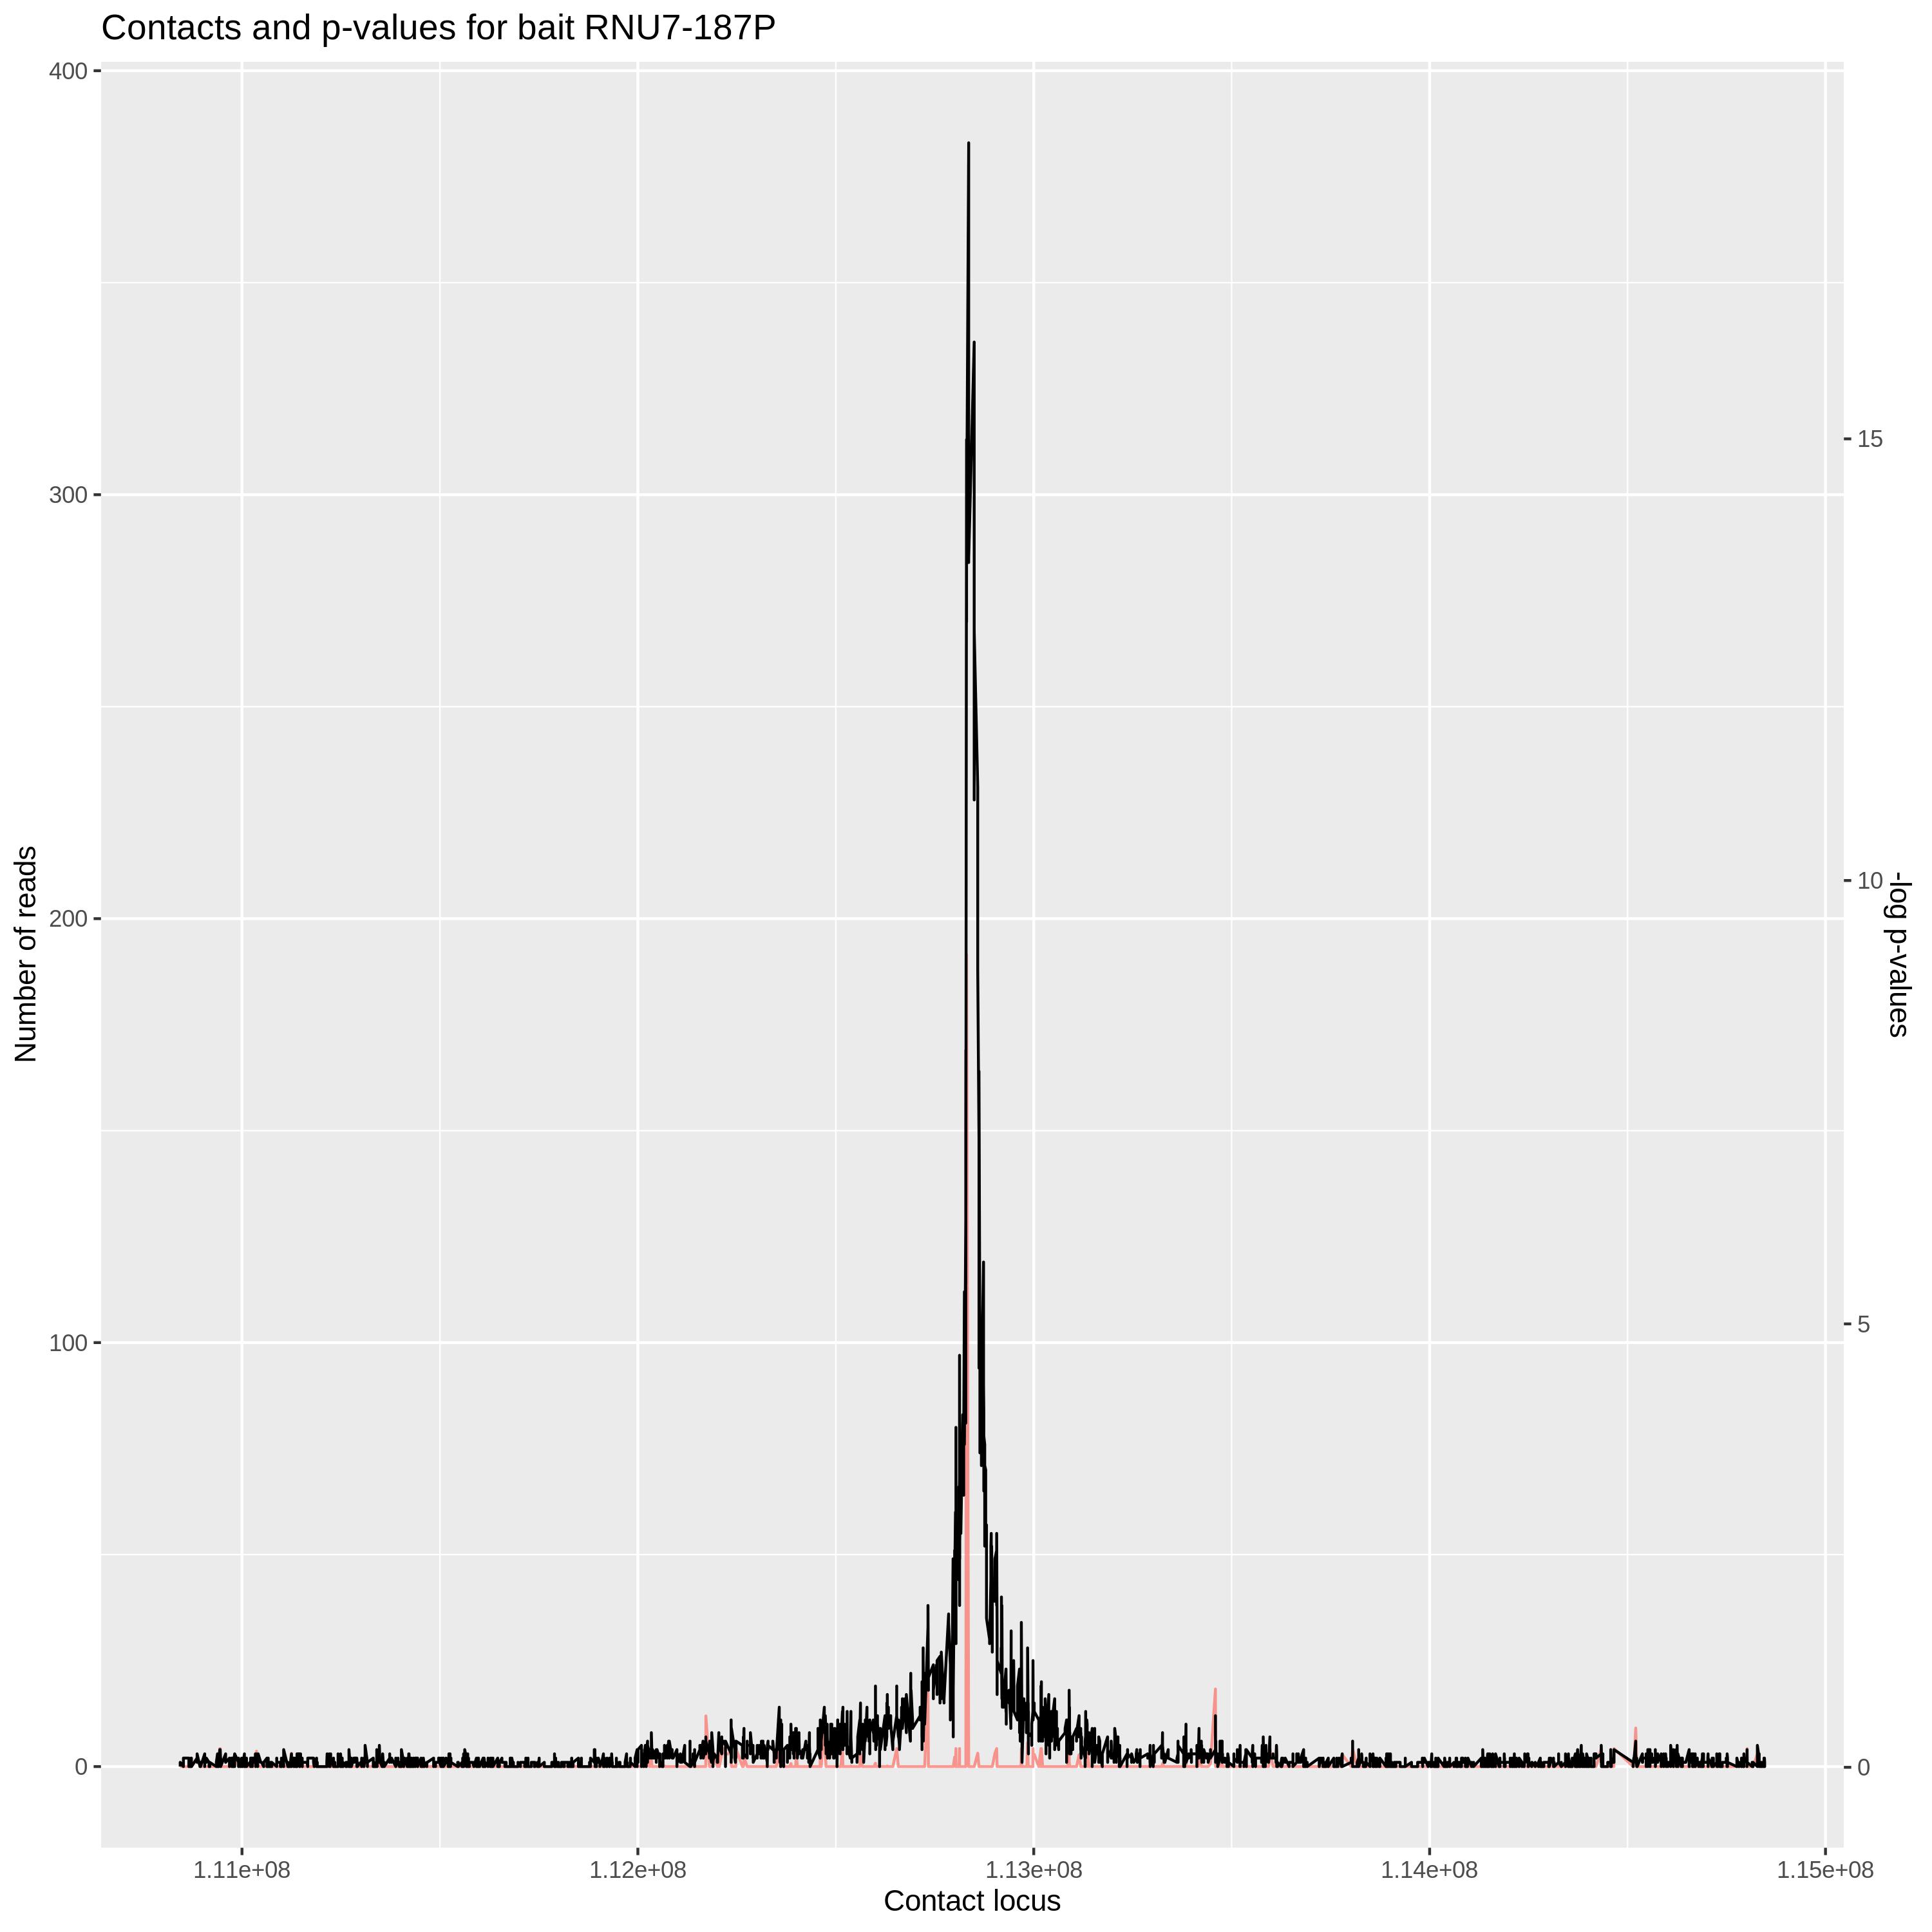 Contacts and p-values for bait RNU7-187P
400
300
200
100
0
Number of reads
15
10
5
0
-log p-values
1.11e+08 1.12e+08 1.13e+08 1.14e+08 1.15e+08
Contact locus